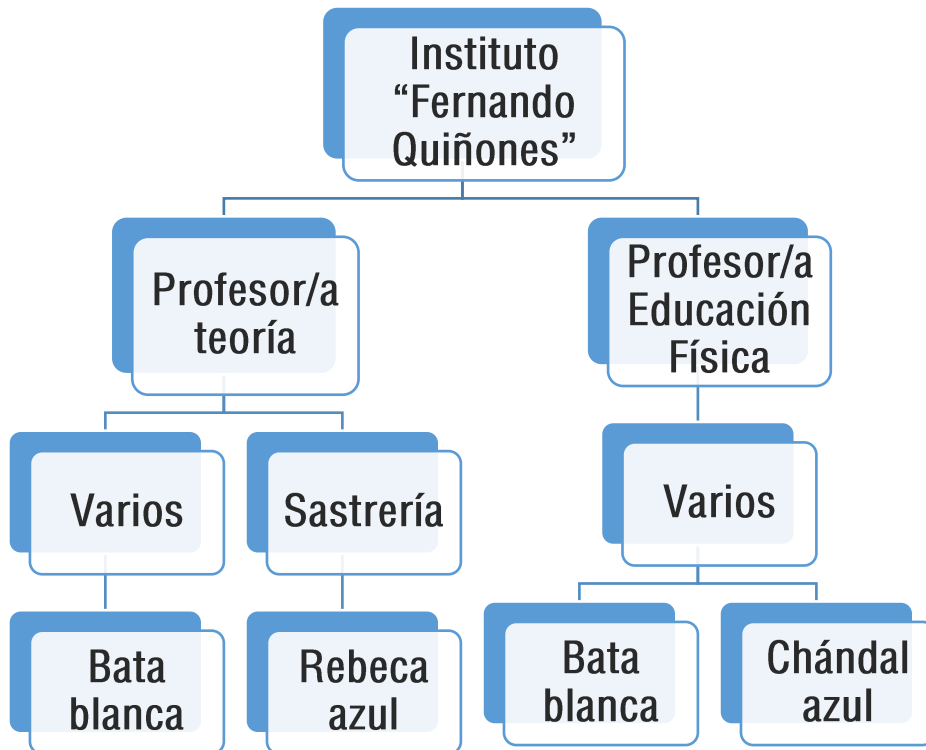 Instituto
“Fernando
Quiñones”
Profesor/a
teoría
Profesor/a
Educación
Física
Varios
Sastrería
Varios
Bata
blanca
Rebeca
azul
Bata
blanca
Chándal
azul